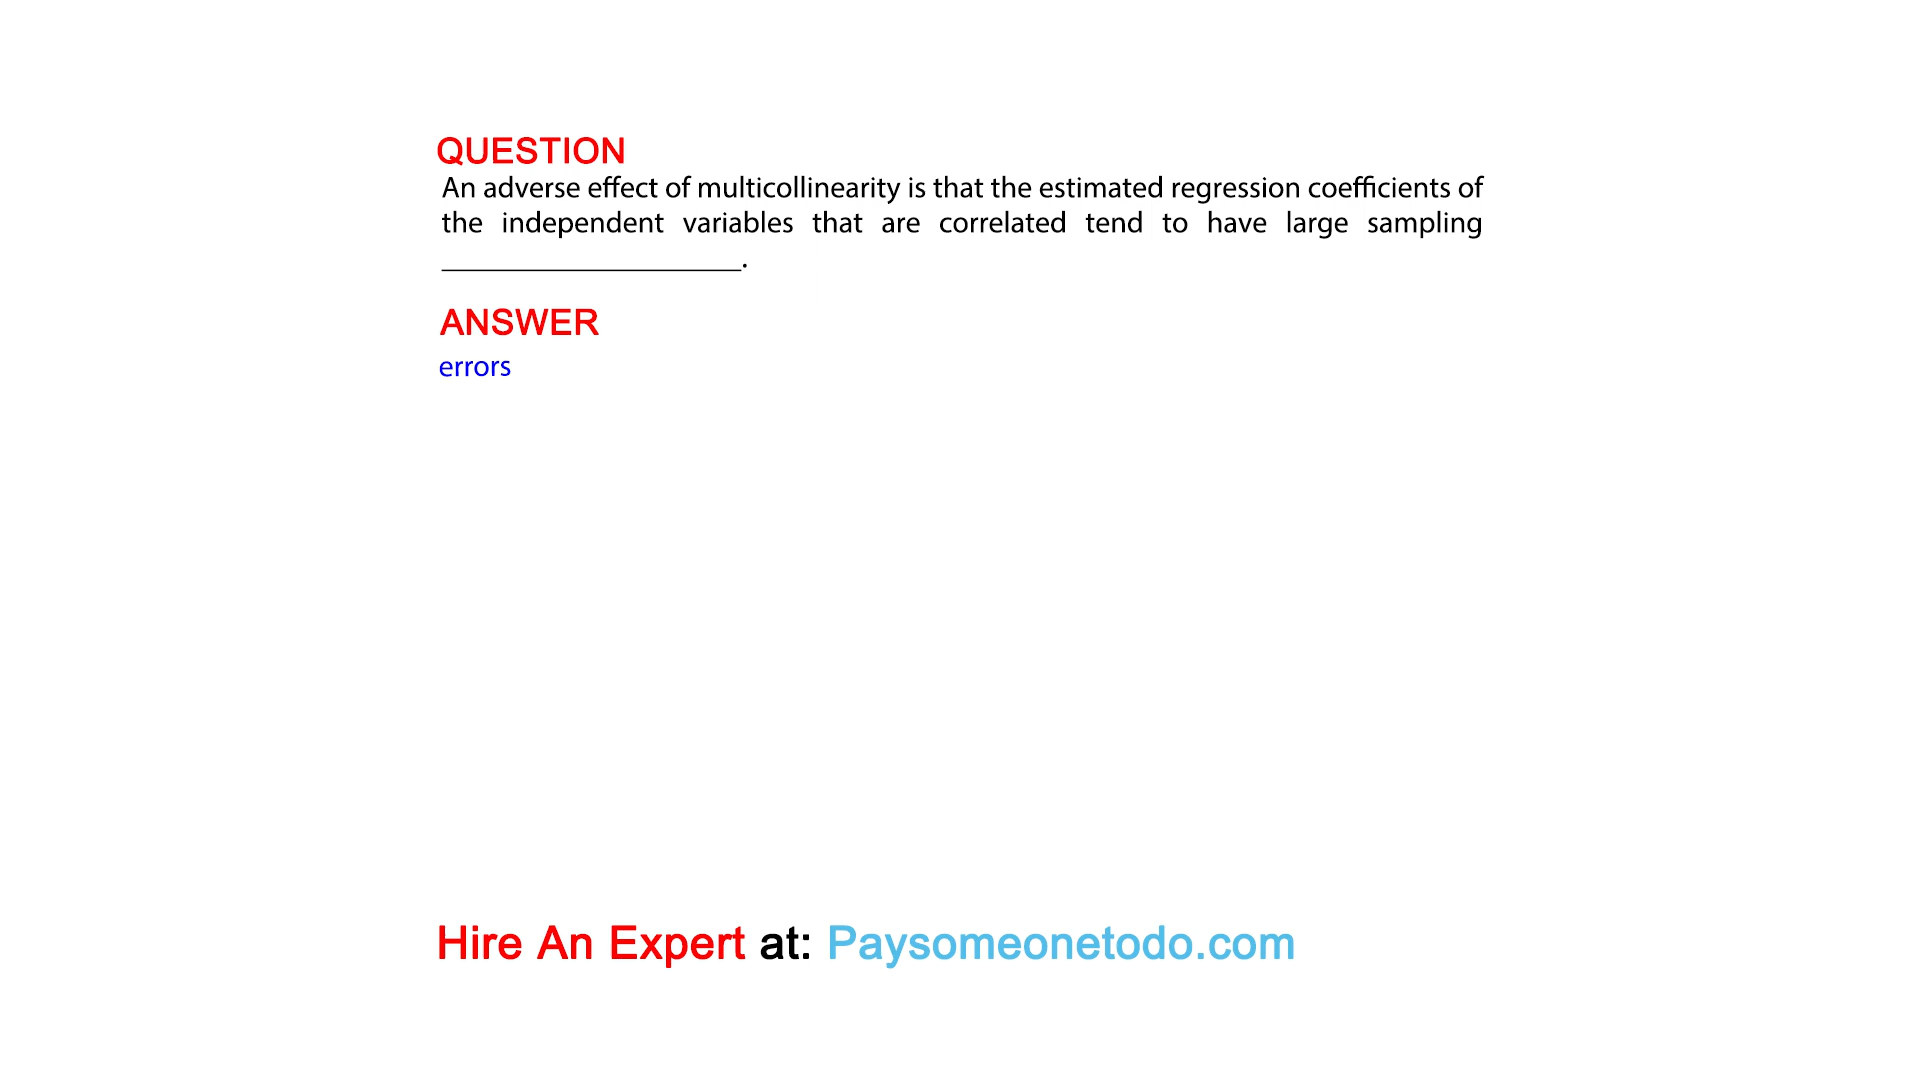 QUESTION
An adverse effect of multicollinearity is that the estimated regression coefficients of
the independent variables that are correlated tend to have large sampling
____________________.
ANSWER
errors
Hire An Expert at: Paysomeonetodo.com